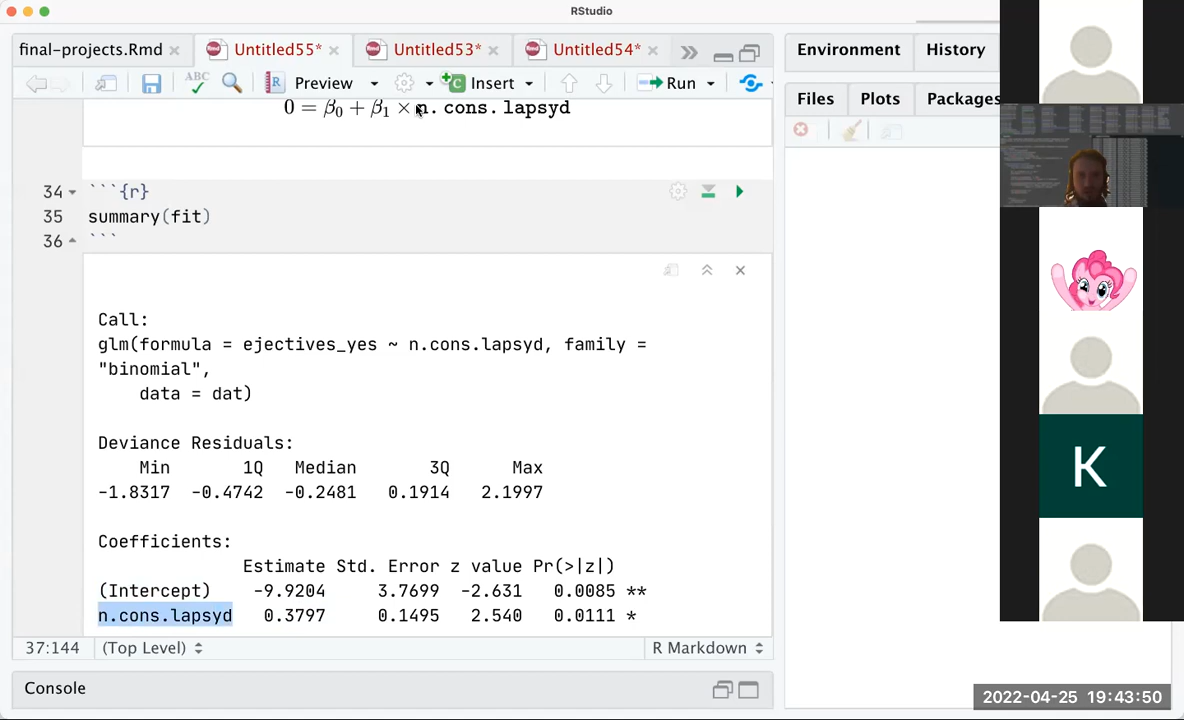 RStudio
final-projects.Rmd
Untitled55*
Untitled53*
Untitled54*
Environment
History
ABC
Preview
Insert
Run
Files
Plots
Packages
0 = β0 + β1 × n.cons.lapsyd
34 ```{r}
35 summary(fit)
36 ```
Call:
glm(formula = ejectives_yes ~ n.cons.lapsyd, family =
"binomial",
data = dat)
Deviance Residuals:
Min 1Q Median 3Q Max
-1.8317 -0.4742 -0.2481 0.1914 2.1997
Coefficients:
Estimate Std. Error z value Pr(>|z|)
(Intercept) -9.9204 3.7699 -2.631 0.0085 **
n.cons.lapsyd 0.3797 0.1495 2.540 0.0111 *
37:144 (Top Level) R Markdown
Console
K
2022-04-25 19:43:50